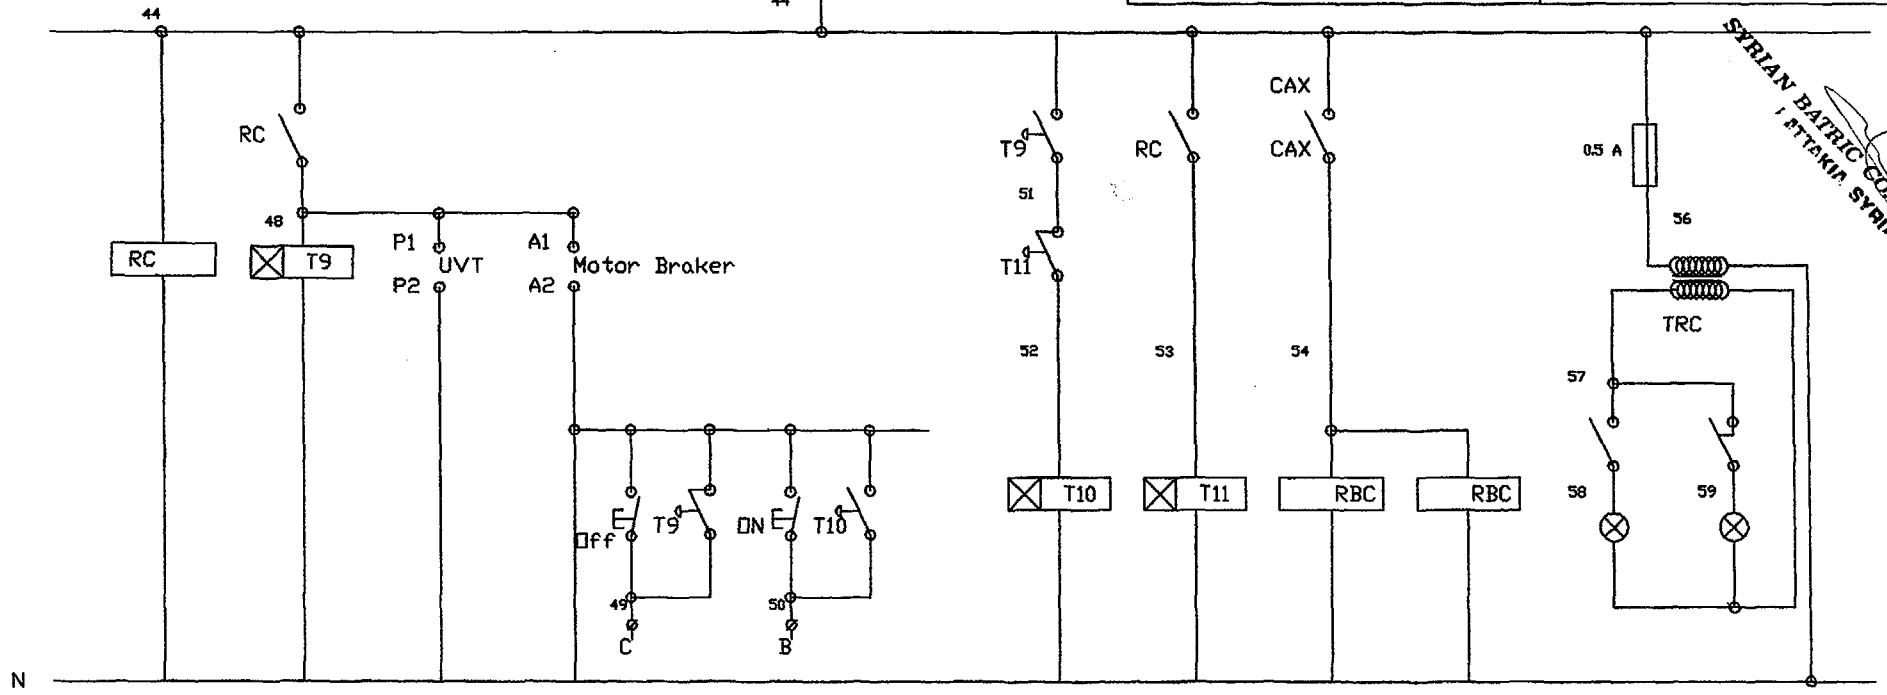 44
44
RC
48
RC
T9
P1
UVT
P2
A1
Motor Braker
A2
Off
T9
ON
T10
49
C
50
B
T9
51
T11
52
T10
RC
53
T11
CAX
CAX
54
RBC
RBC
0.5 A
56
TRC
57
58
59
SYRIAN BATRIC
LATTAKIA
N